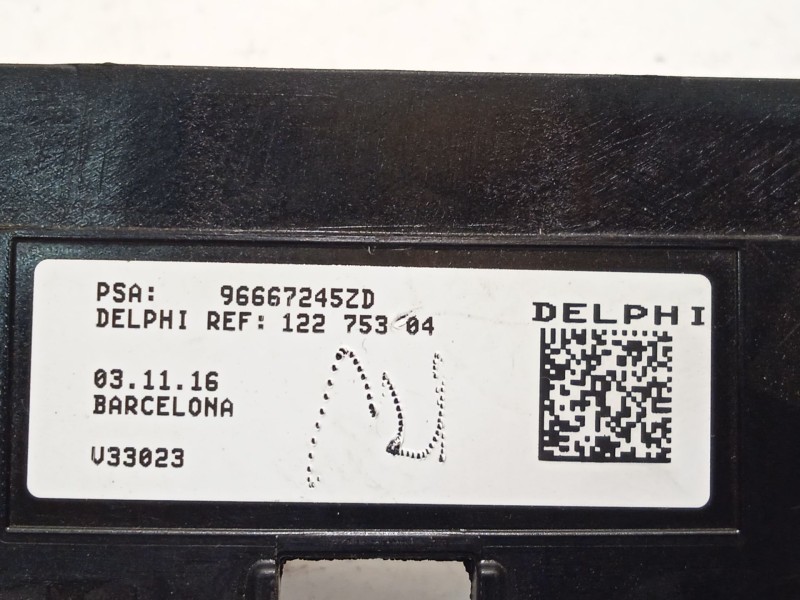 PSA: 96667245ZD
DELPHI REF: 122 753 04
DELPHI
03.11.16
BARCELONA
V33023